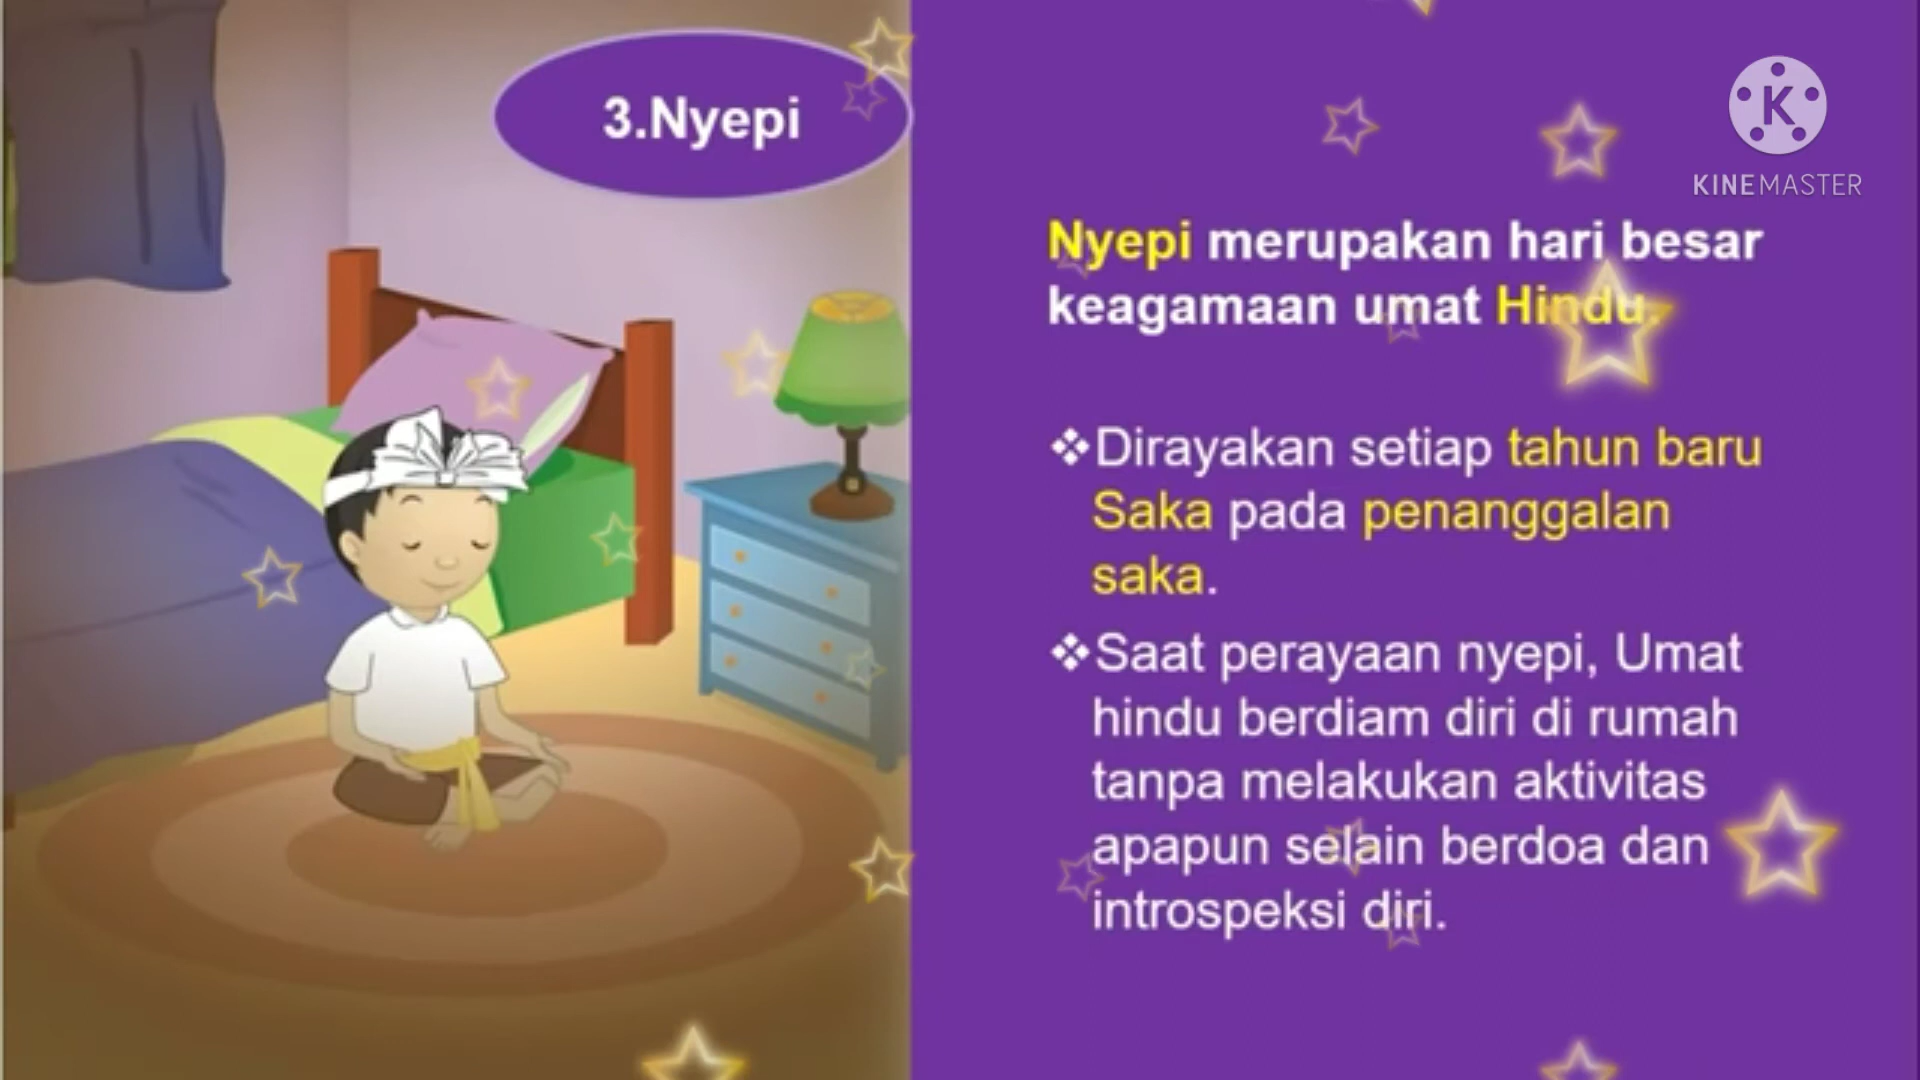 3.Nyepi
KINEMASTER
Nyepi merupakan hari besar
keagamaan umat Hindu.
❖Dirayakan setiap tahun baru
Saka pada penanggalan
saka.
❖Saat perayaan nyepi, Umat
hindu berdiam diri di rumah
tanpa melakukan aktivitas
apapun selain berdoa dan
introspeksi diri.